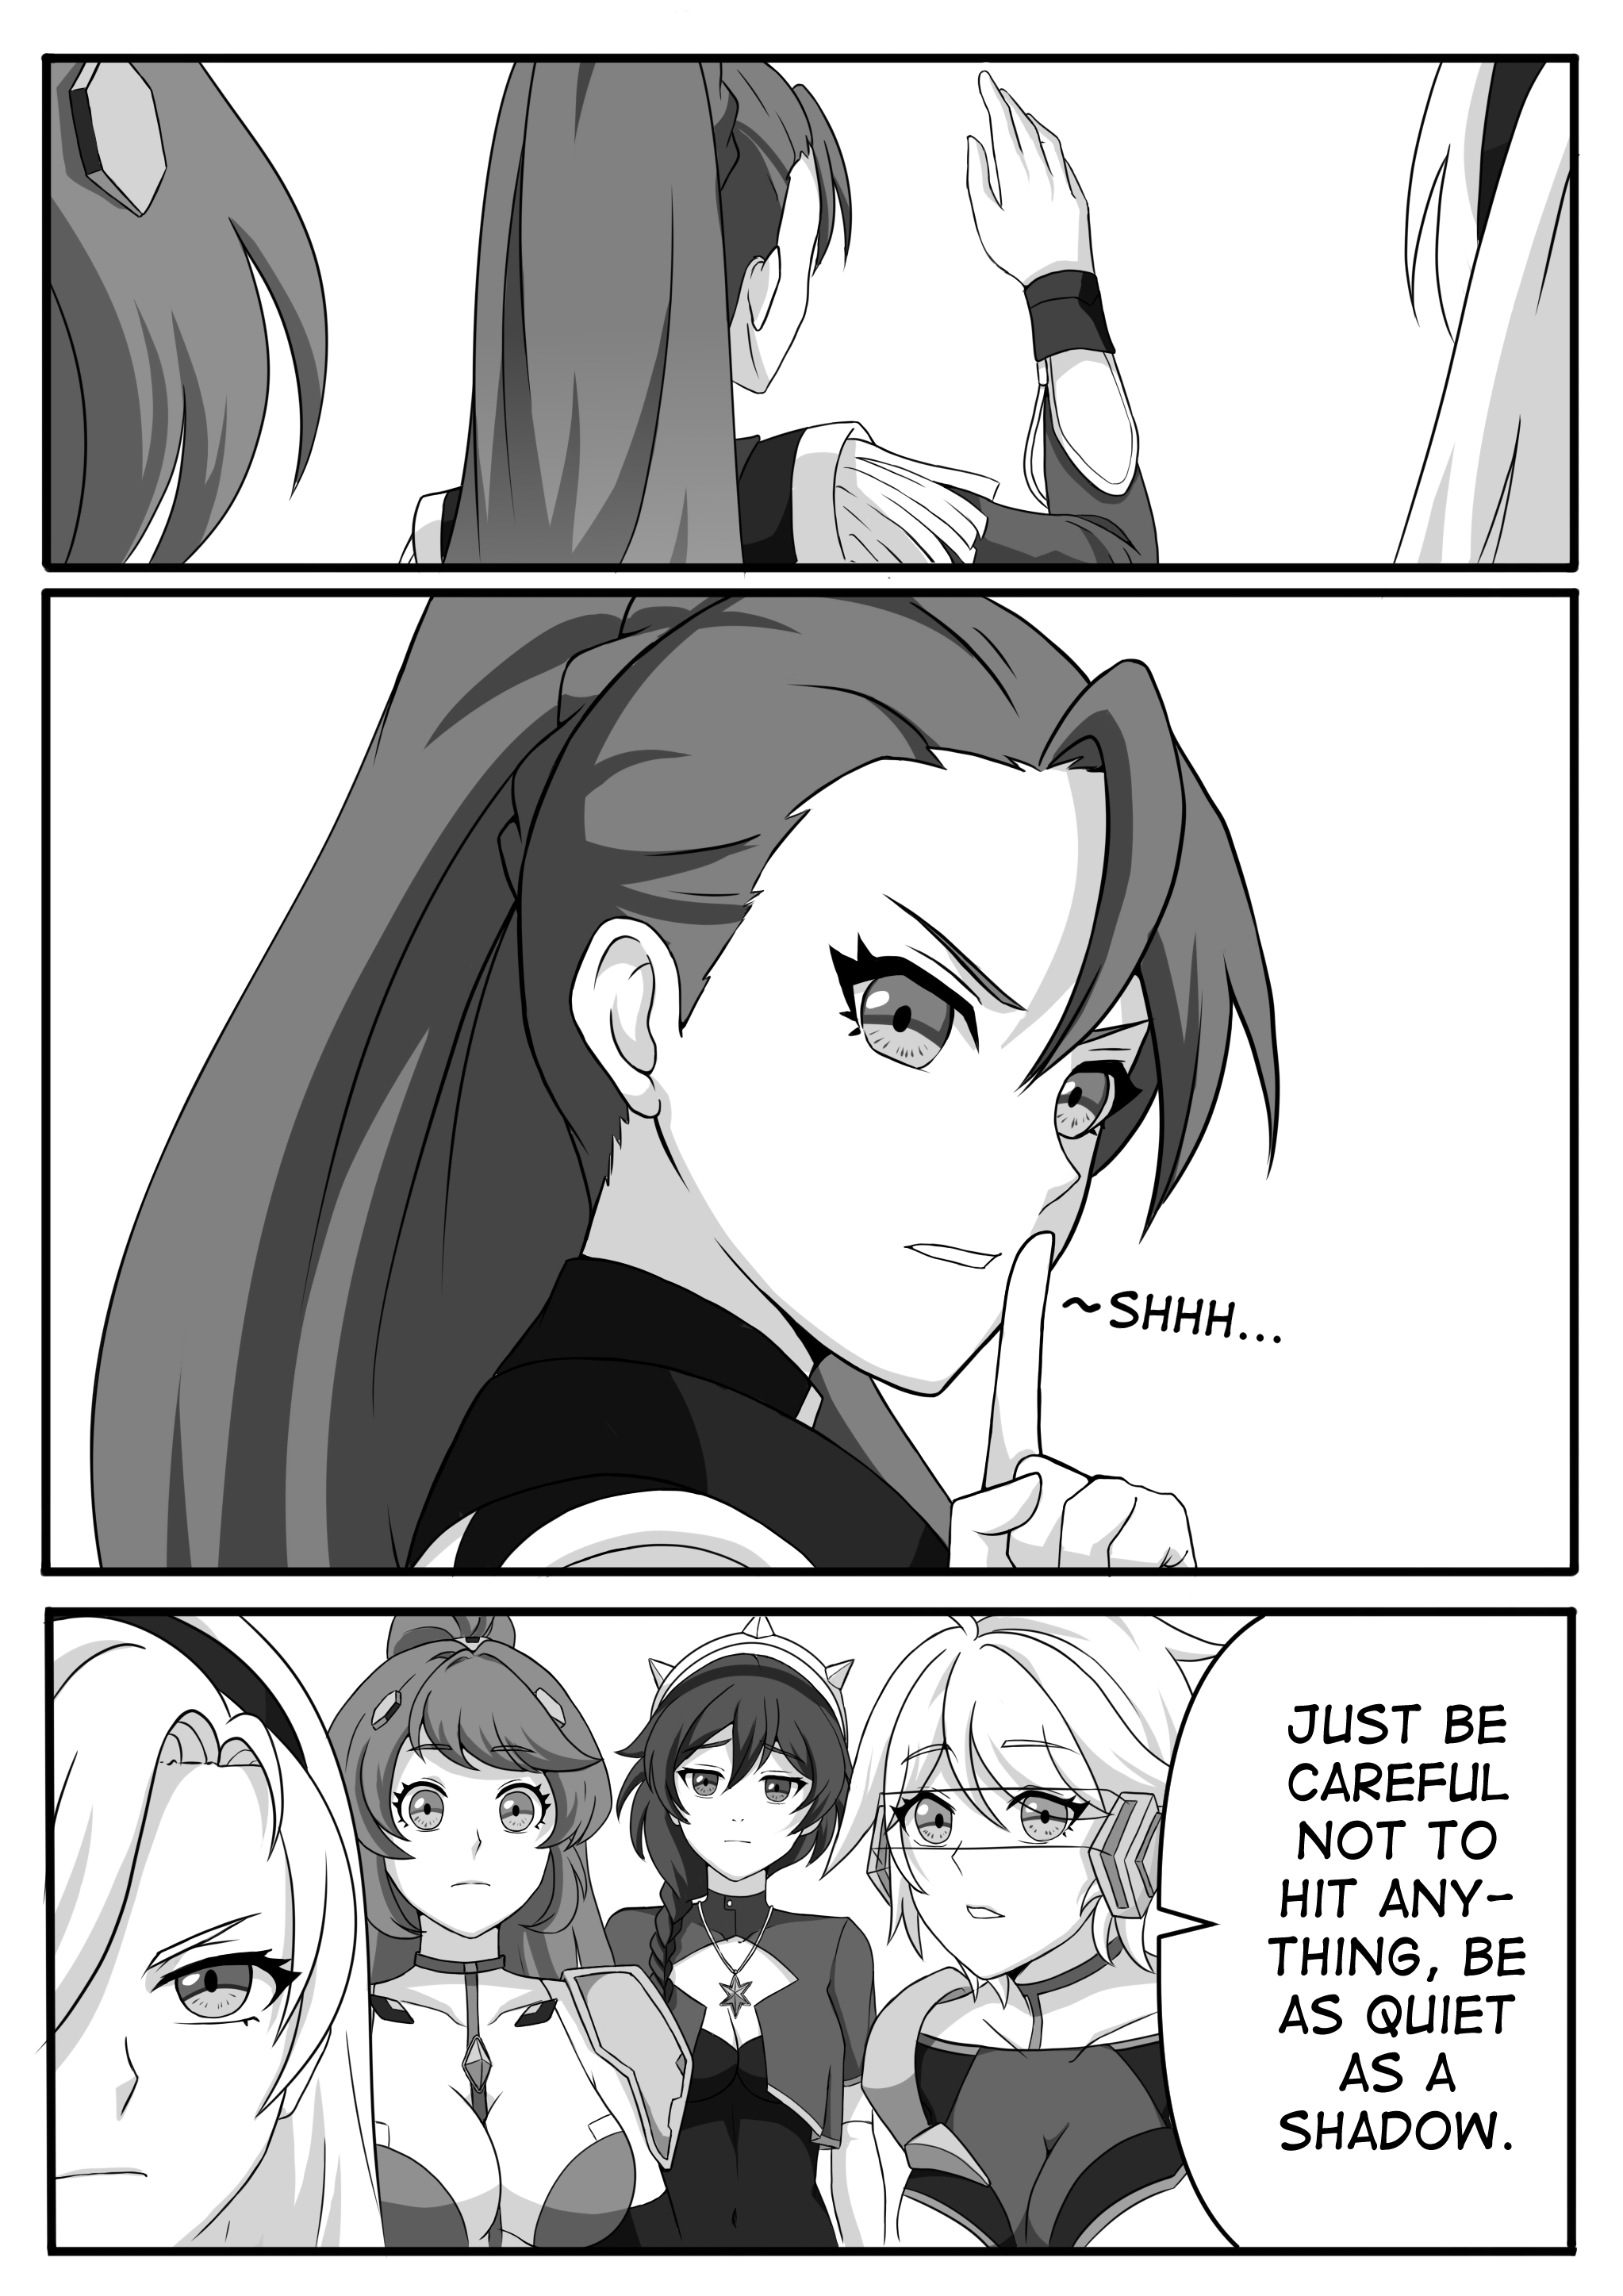 ~SHHH...
JUST BE
CAREFUL
NOT TO
HIT ANY-
THING, BE
AS QUIET
AS A
SHADOW.